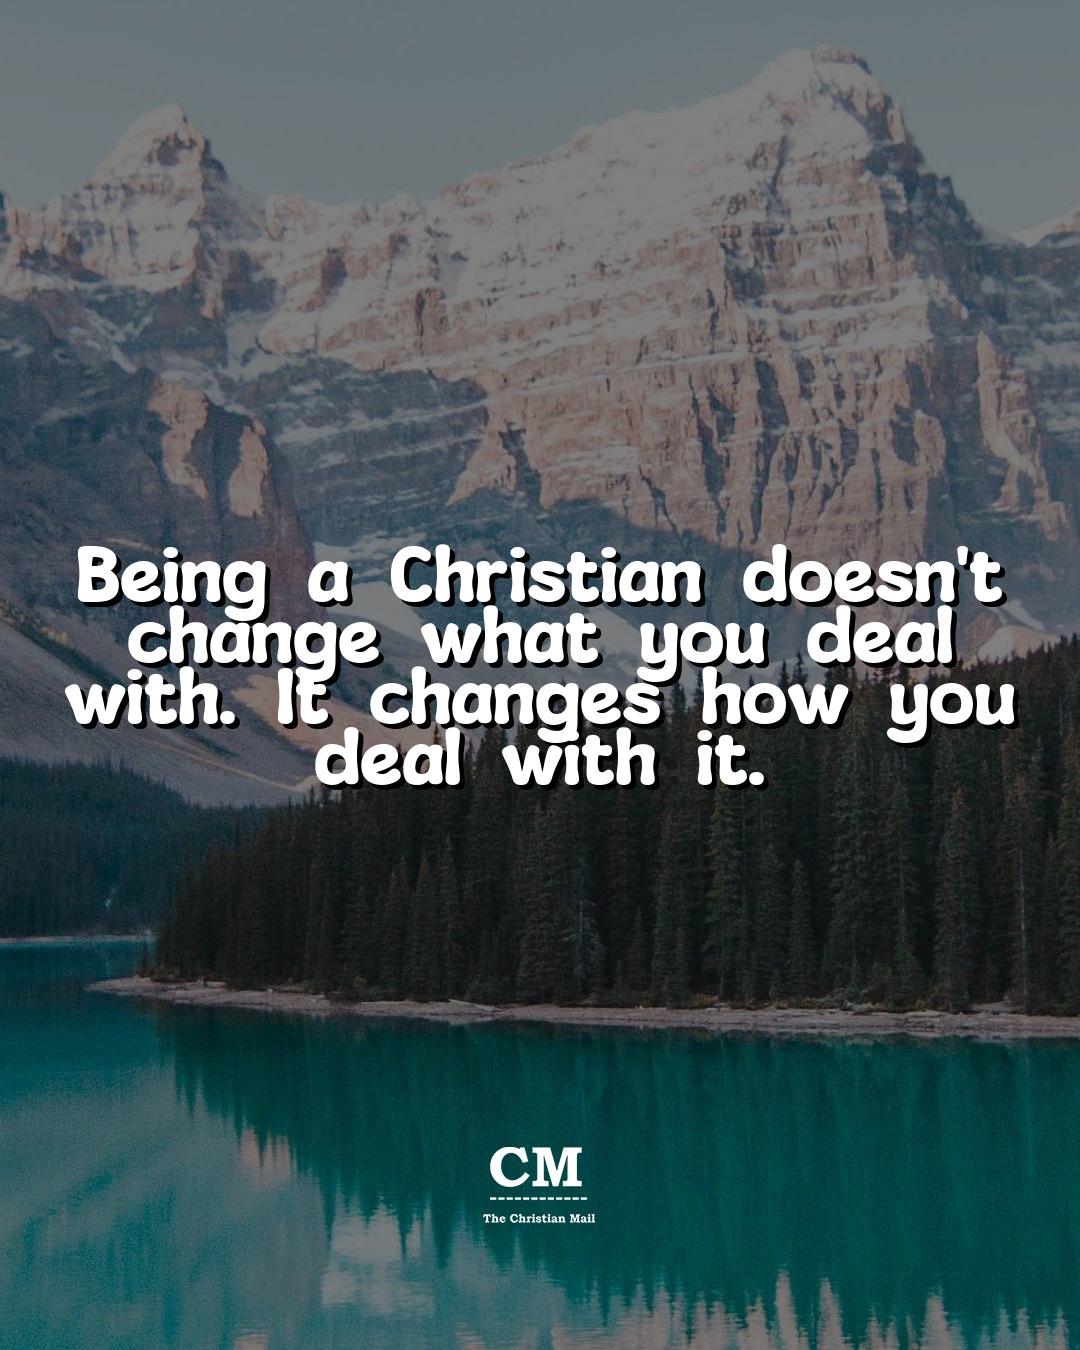 Being a Christian doesn't
change what you deal
with. It changes how you
deal with it.
CM
The Christian Mail